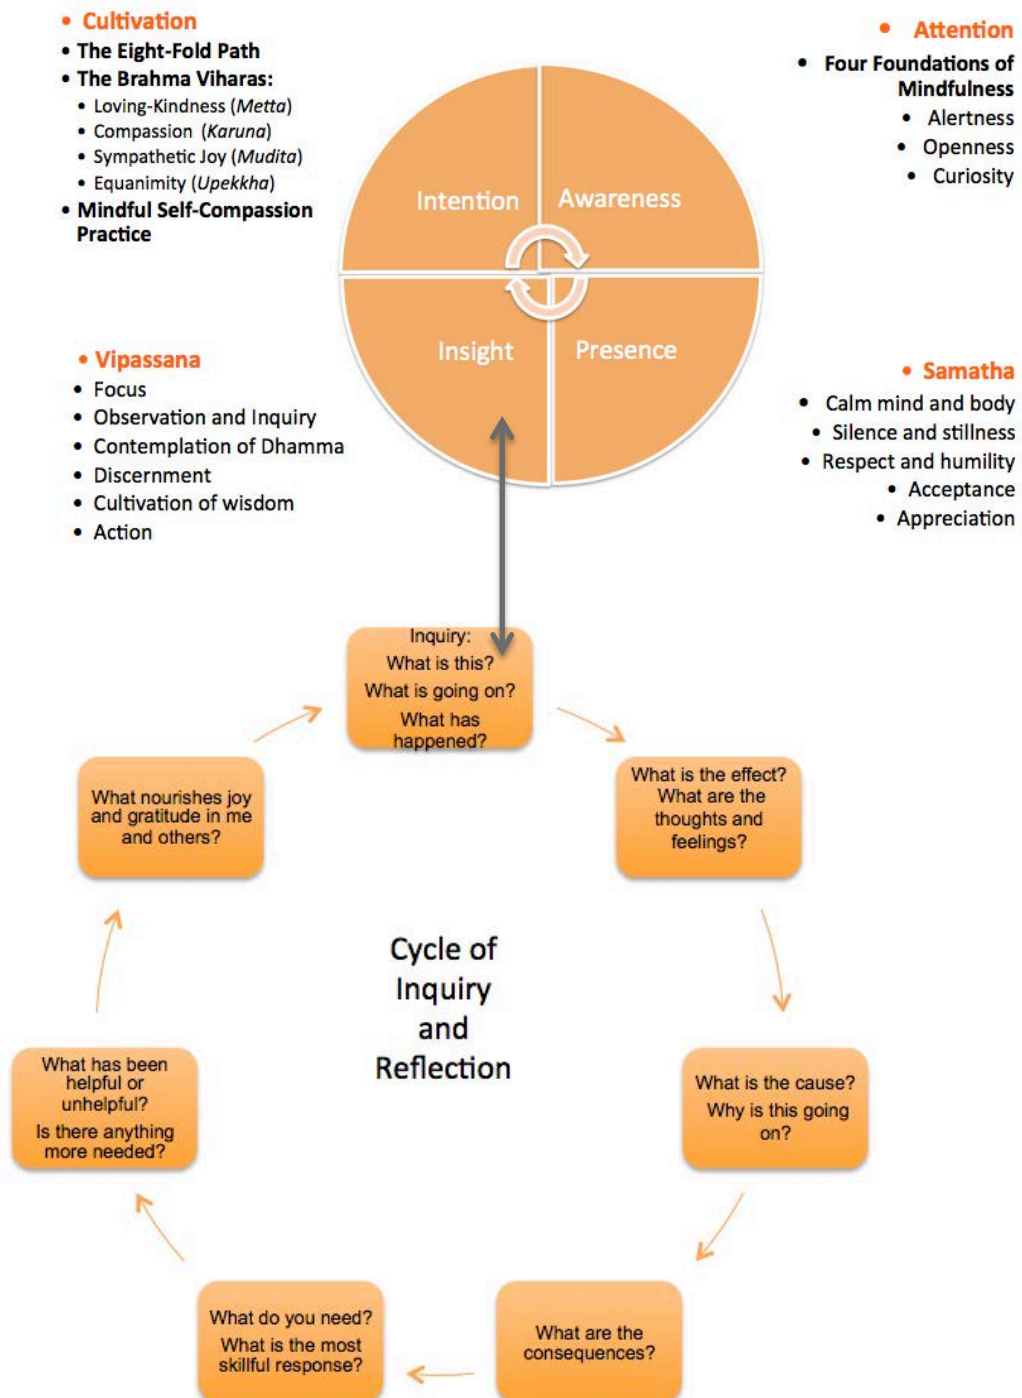 • Cultivation
• The Eight-Fold Path
• The Brahma Viharas:
• Loving-Kindness (Metta)
• Compassion (Karuna)
• Sympathetic Joy (Mudita)
• Equanimity (Upekkha)
• Mindful Self-Compassion
Practice
• Attention
• Four Foundations of
Mindfulness
• Alertness
• Openness
• Curiosity
Intention
Awareness
Insight
Presence
• Vipassana
• Focus
• Observation and Inquiry
• Contemplation of Dhamma
• Discernment
• Cultivation of wisdom
• Action
• Samatha
• Calm mind and body
• Silence and stillness
• Respect and humility
• Acceptance
• Appreciation
Inquiry:
What is this?
What is going on?
What has
happened?
What is the effect?
What are the
thoughts and
feelings?
What is the cause?
Why is this going
on?
What are the
consequences?
What do you need?
What is the most
skillful response?
What has been
helpful or
unhelpful?
Is there anything
more needed?
What nourishes joy
and gratitude in me
and others?
Cycle of
Inquiry
and
Reflection